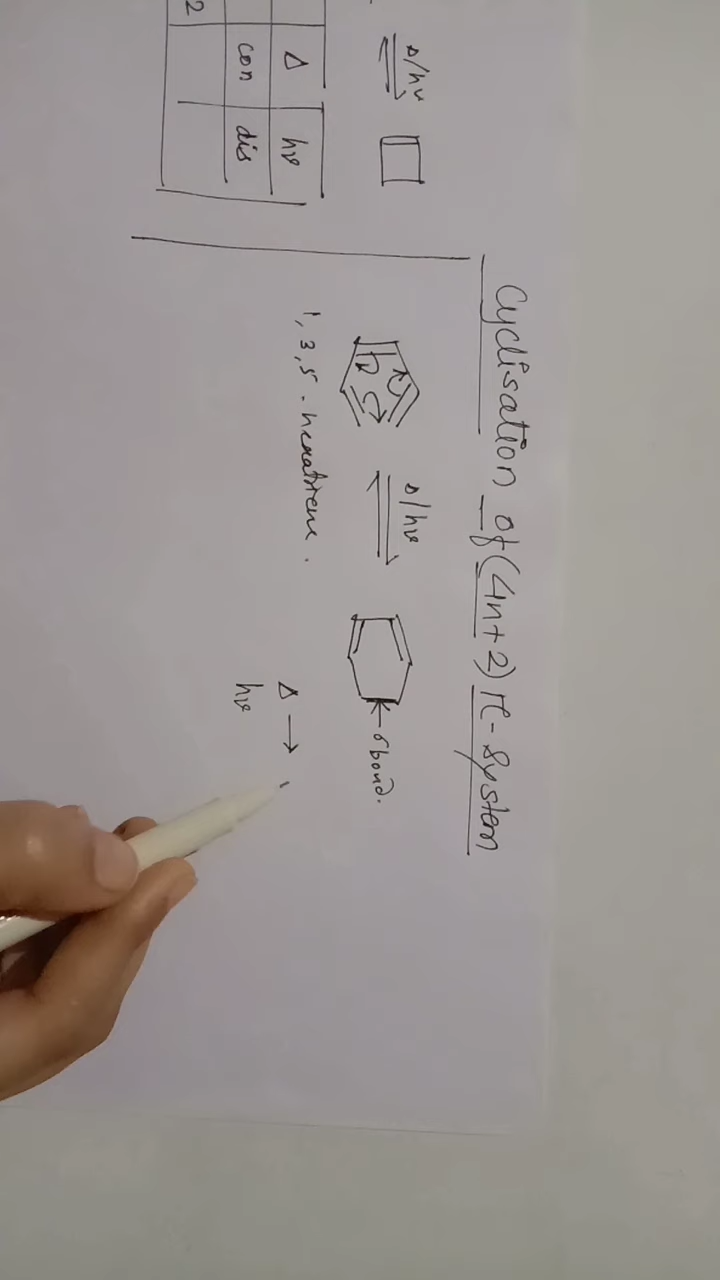 Cyclisation of (4n+2) π-System
Δ/hν
Δ/hν
σ bond.
1, 3, 5 - hexatriene.
Δ →
hν
Δ hν
con dis
2